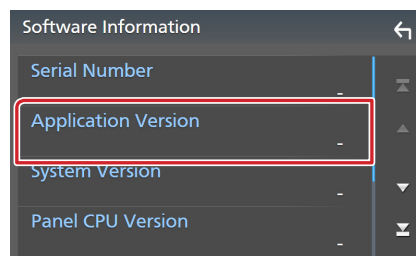 Software Information
Serial Number
-
Application Version
-
System Version
-
Panel CPU Version
-